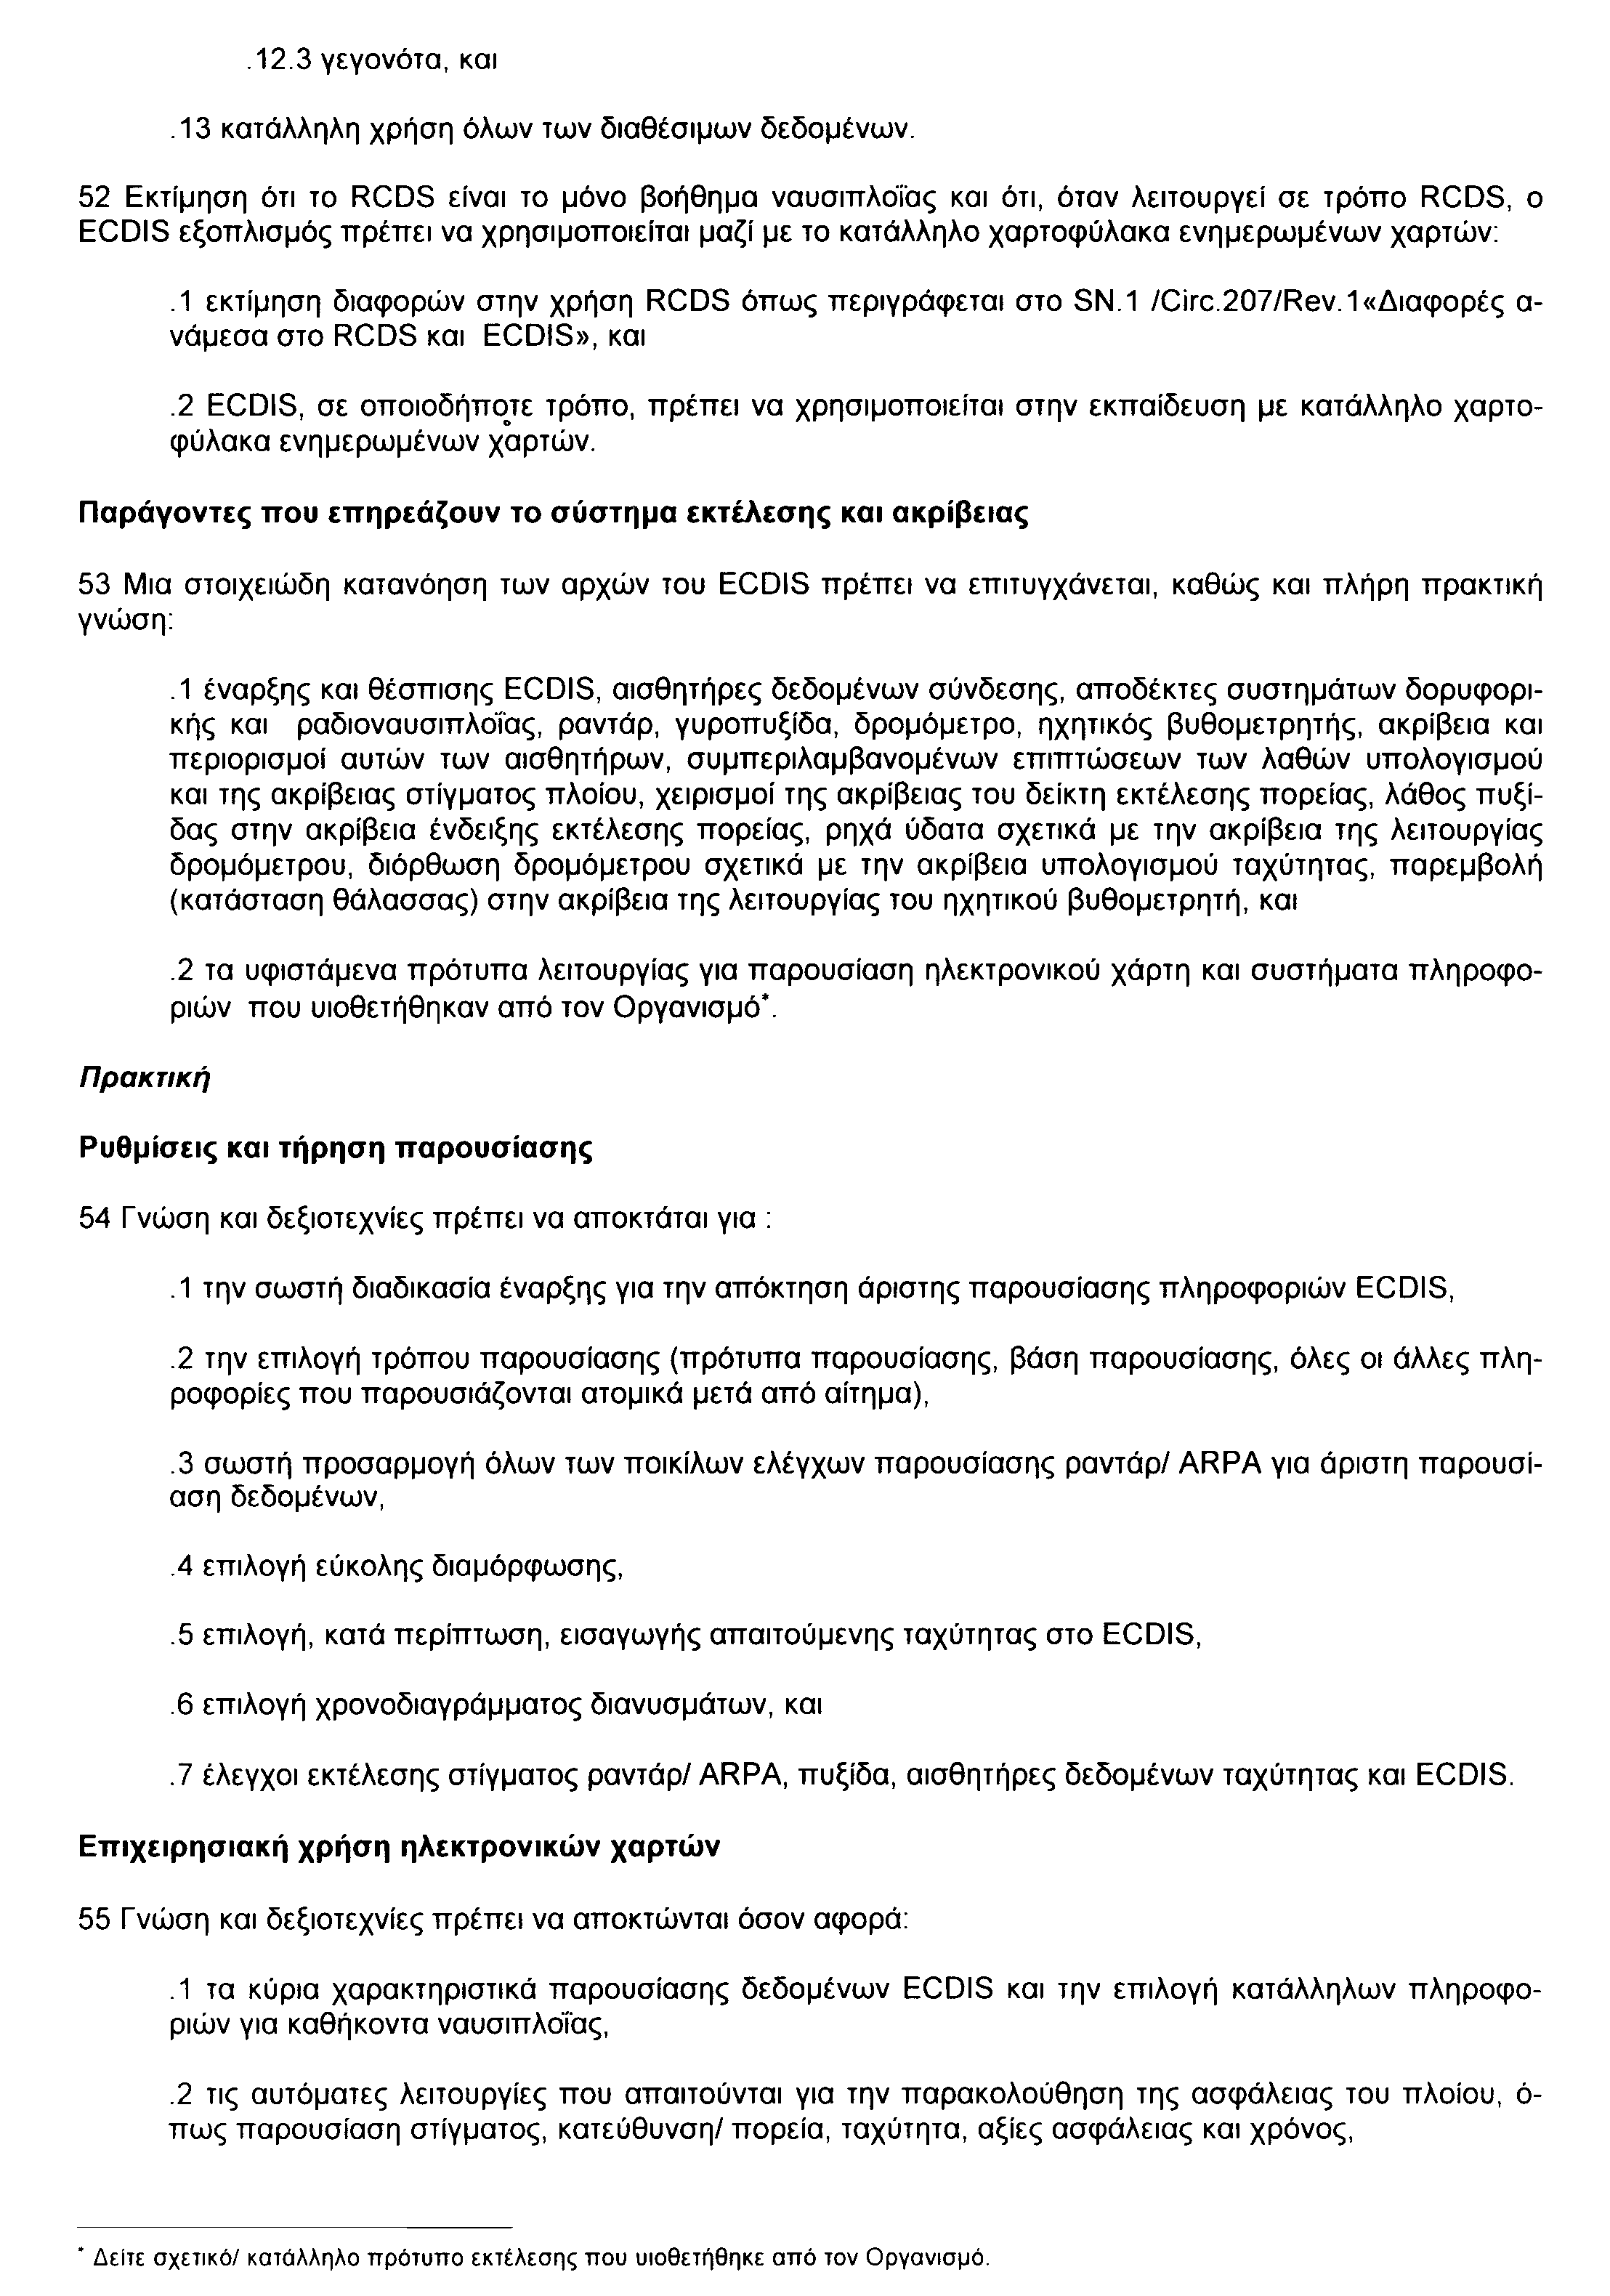 .12.3 γεγονότα, και
.13 κατάλληλη χρήση όλων των διαθέσιμων δεδομένων.
52 Εκτίμηση ότι το RCDS είναι το μόνο βοήθημα ναυσιπλοΐας και ότι, όταν λειτουργεί σε τρόπο RCDS, ο
ECDIS εξοπλισμός πρέπει να χρησιμοποιείται μαζί με το κατάλληλο χαρτοφύλακα ενημερωμένων χαρτών:
.1 εκτίμηση διαφορών στην χρήση RCDS όπως περιγράφεται στο SN.1 /Circ.207/Rev.1«Διαφορές α-
νάμεσα στο RCDS και ECDIS», και
.2 ECDIS, σε οποιοδήποτε τρόπο, πρέπει να χρησιμοποιείται στην εκπαίδευση με κατάλληλο χαρτο-
φύλακα ενημερωμένων χαρτών.
Παράγοντες που επηρεάζουν το σύστημα εκτέλεσης και ακρίβειας
53 Μια στοιχειώδη κατανόηση των αρχών του ECDIS πρέπει να επιτυγχάνεται, καθώς και πλήρη πρακτική
γνώση:
.1 έναρξης και θέσπισης ECDIS, αισθητήρες δεδομένων σύνδεσης, αποδέκτες συστημάτων δορυφορι-
κής και ραδιοναυσιπλοΐας, ραντάρ, γυροπυξίδα, δρομόμετρο, ηχητικός βυθομετρητής, ακρίβεια και
περιορισμοί αυτών των αισθητήρων, συμπεριλαμβανομένων επιπτώσεων των λαθών υπολογισμού
και της ακρίβειας στίγματος πλοίου, χειρισμοί της ακρίβειας του δείκτη εκτέλεσης πορείας, λάθος πυξί-
δας στην ακρίβεια ένδειξης εκτέλεσης πορείας, ρηχά ύδατα σχετικά με την ακρίβεια της λειτουργίας
δρομόμετρου, διόρθωση δρομόμετρου σχετικά με την ακρίβεια υπολογισμού ταχύτητας, παρεμβολή
(κατάσταση θάλασσας) στην ακρίβεια της λειτουργίας του ηχητικού βυθομετρητή, και
.2 τα υφιστάμενα πρότυπα λειτουργίας για παρουσίαση ηλεκτρονικού χάρτη και συστήματα πληροφο-
ριών που υιοθετήθηκαν από τον Οργανισμό*.
Πρακτική
Ρυθμίσεις και τήρηση παρουσίασης
54 Γνώση και δεξιοτεχνίες πρέπει να αποκτάται για :
.1 την σωστή διαδικασία έναρξης για την απόκτηση άριστης παρουσίασης πληροφοριών ECDIS,
.2 την επιλογή τρόπου παρουσίασης (πρότυπα παρουσίασης, βάση παρουσίασης, όλες οι άλλες πλη-
ροφορίες που παρουσιάζονται ατομικά μετά από αίτημα),
.3 σωστή προσαρμογή όλων των ποικίλων ελέγχων παρουσίασης ραντάρ/ ARPA για άριστη παρουσί-
αση δεδομένων,
.4 επιλογή εύκολης διαμόρφωσης,
.5 επιλογή, κατά περίπτωση, εισαγωγής απαιτούμενης ταχύτητας στο ECDIS,
.6 επιλογή χρονοδιαγράμματος διανυσμάτων, και
.7 έλεγχοι εκτέλεσης στίγματος ραντάρ/ ARPA, πυξίδα, αισθητήρες δεδομένων ταχύτητας και ECDIS.
Επιχειρησιακή χρήση ηλεκτρονικών χαρτών
55 Γνώση και δεξιοτεχνίες πρέπει να αποκτώνται όσον αφορά:
.1 τα κύρια χαρακτηριστικά παρουσίασης δεδομένων ECDIS και την επιλογή κατάλληλων πληροφο-
ριών για καθήκοντα ναυσιπλοΐας,
.2 τις αυτόματες λειτουργίες που απαιτούνται για την παρακολούθηση της ασφάλειας του πλοίου, ό-
πως παρουσίαση στίγματος, κατεύθυνση/ πορεία, ταχύτητα, αξίες ασφάλειας και χρόνος,
* Δείτε σχετικό/ κατάλληλο πρότυπο εκτέλεσης που υιοθετήθηκε από τον Οργανισμό.